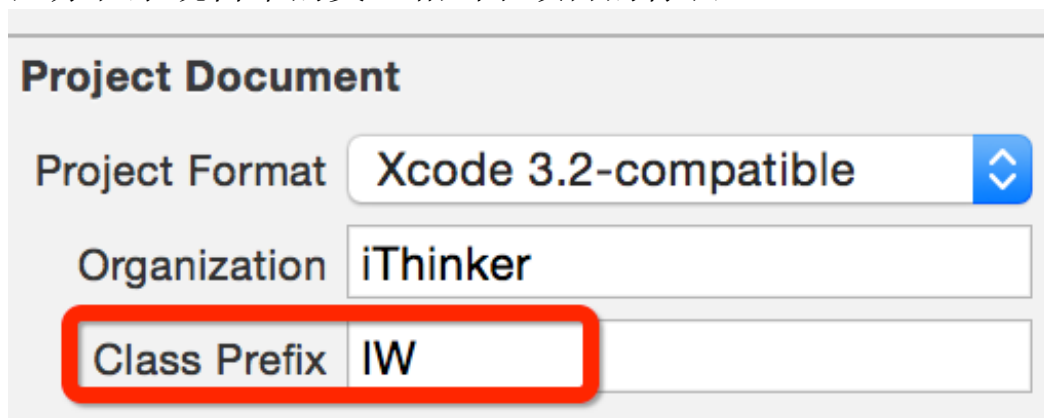 Project Document
Project Format Xcode 3.2-compatible
Organization iThinker
Class Prefix IW